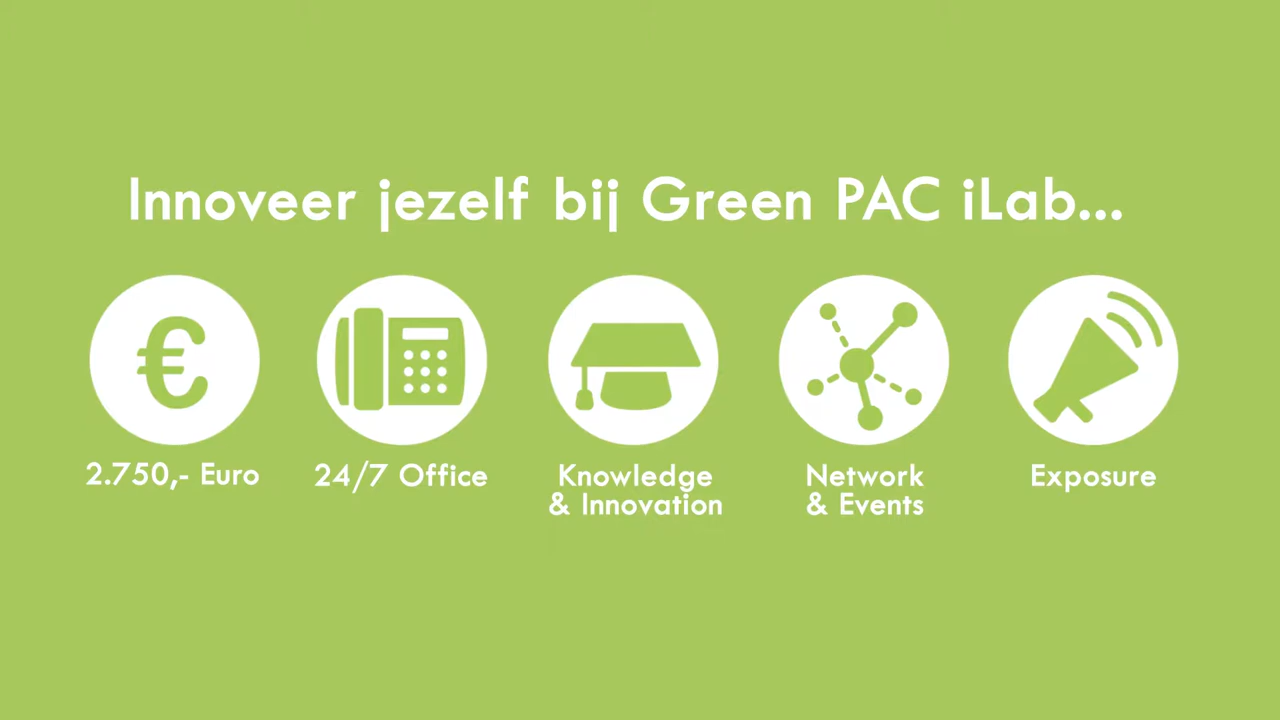 Innoveer jezelf bij Green PAC iLab...
€
2.750,- Euro
24/7 Office
Knowledge
& Innovation
Network
& Events
Exposure